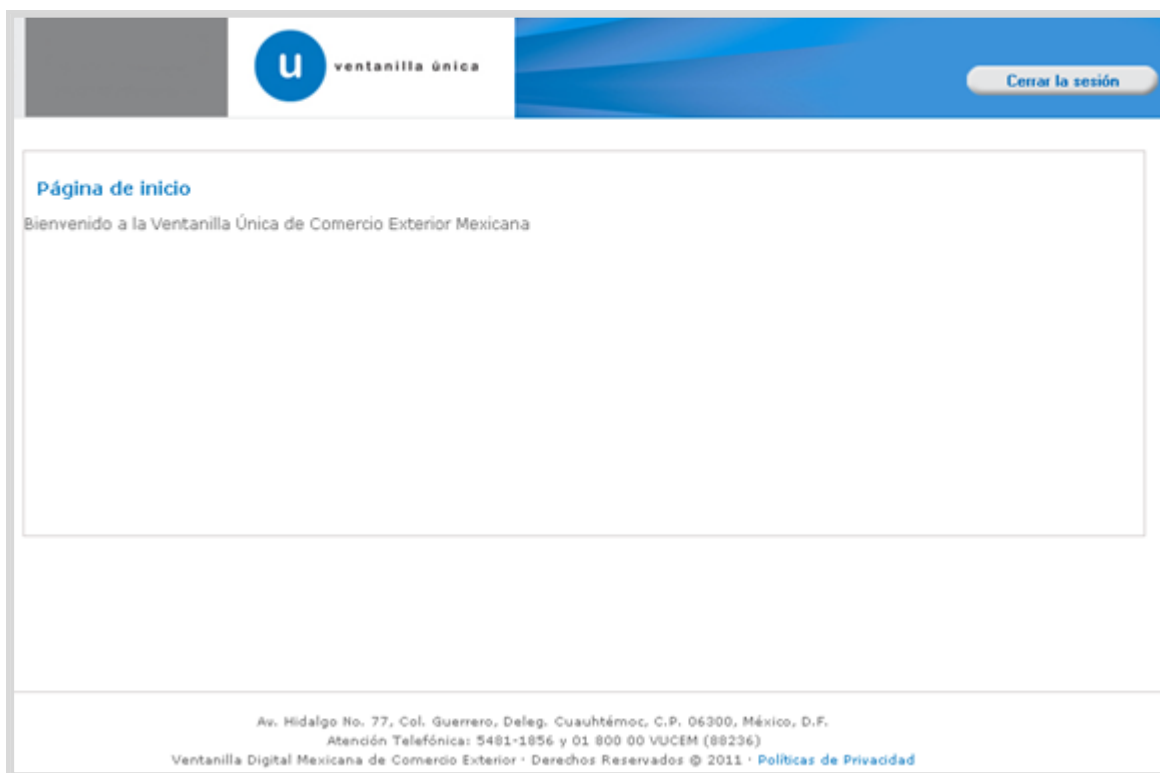 u
ventanilla única
Cerrar la sesión
Página de inicio
Bienvenido a la Ventanilla Única de Comercio Exterior Mexicana
Av. Hidalgo No. 77, Col. Guerrero, Deleg. Cuauhtémoc, C.P. 06300, México, D.F.
Atención Telefónica: 5481-1856 y 01 800 00 VUCEM (88236)
Ventanilla Digital Mexicana de Comercio Exterior · Derechos Reservados @ 2011 · Políticas de Privacidad